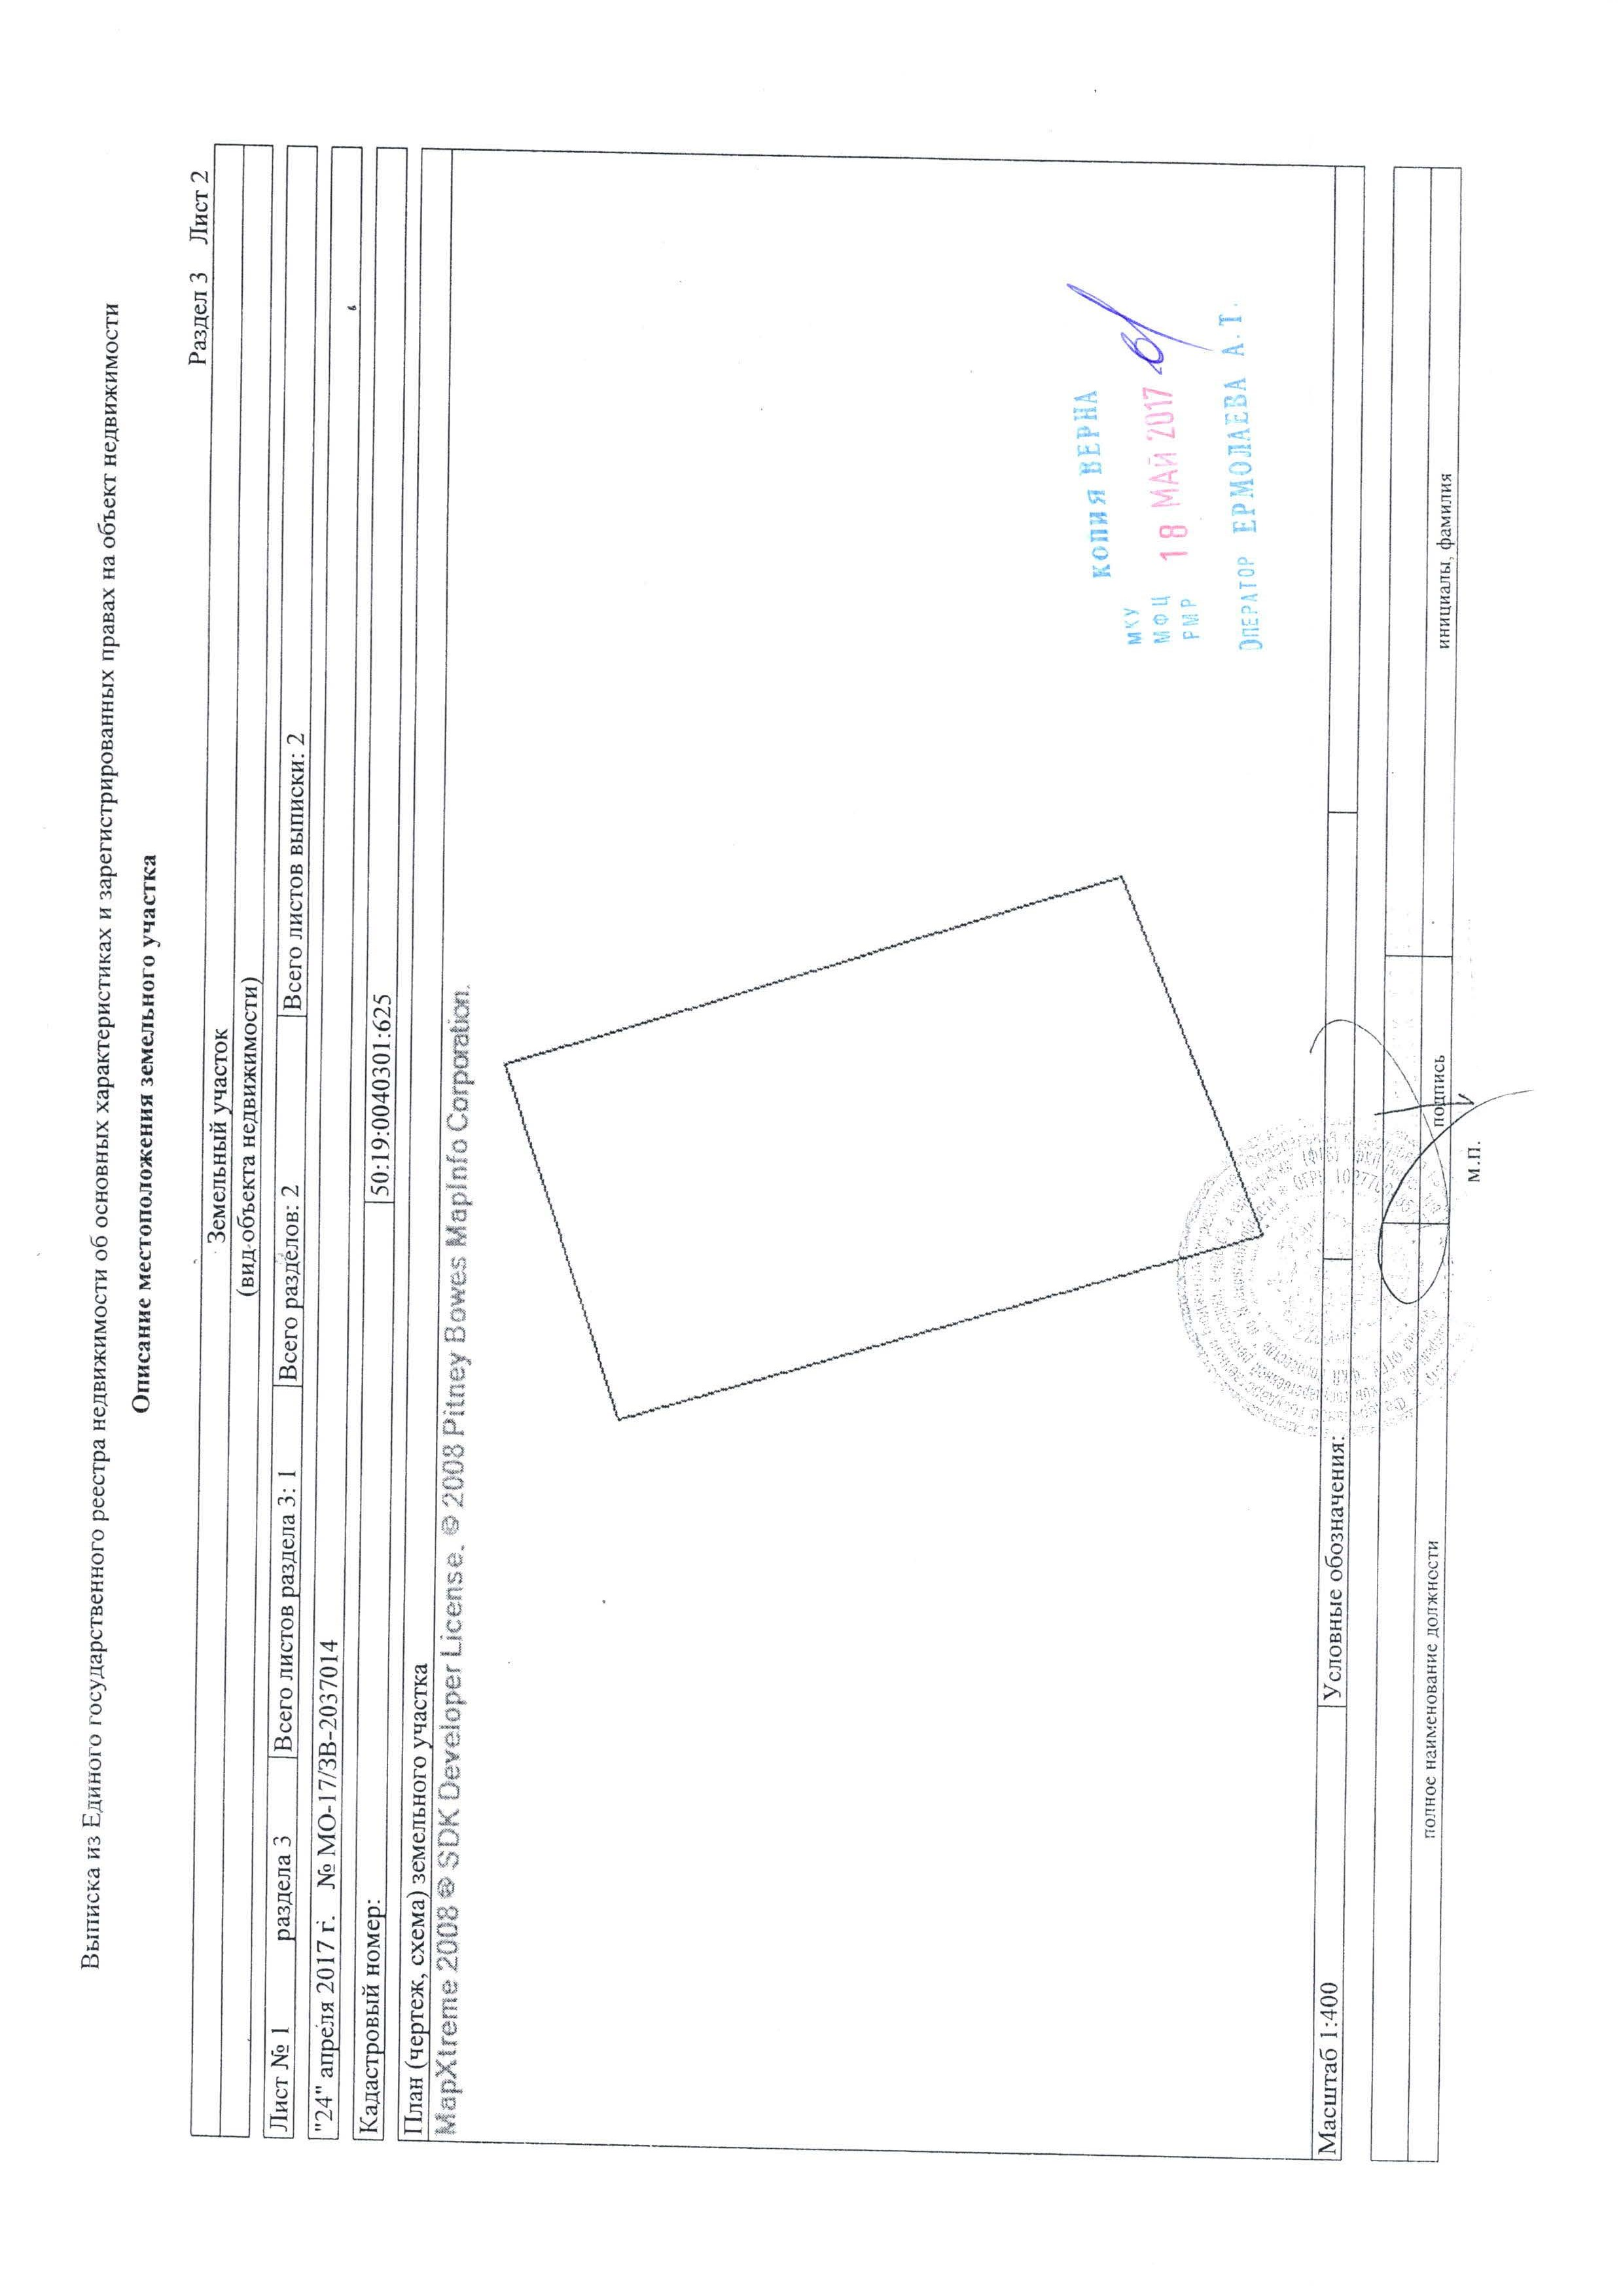 Выписка из Единого государственного реестра недвижимости об основных характеристиках и зарегистрированных правах на объект недвижимости
Описание местоположения земельного участка
Раздел 3 Лист 2
Земельный участок
(вид объекта недвижимости)
Лист № 1 раздела 3 Всего листов раздела 3: 1 Всего разделов: 2 Всего листов выписки: 2
"24" апреля 2017 г. № МО-17/ЗВ-2037014
Кадастровый номер: 50:19:0040301:625
План (чертеж, схема) земельного участка
MapXtreme 2008 ® SDK Developer License. © 2008 Pitney Bowes MapInfo Corporation.
КОПИЯ ВЕРНА
МКУ
МФЦ 18 МАЙ 2017
РМР
ОПЕРАТОР ЕРМОЛАЕВА А.Т.
Масштаб 1:400 Условные обозначения:
полное наименование должности подпись инициалы, фамилия
М.П.